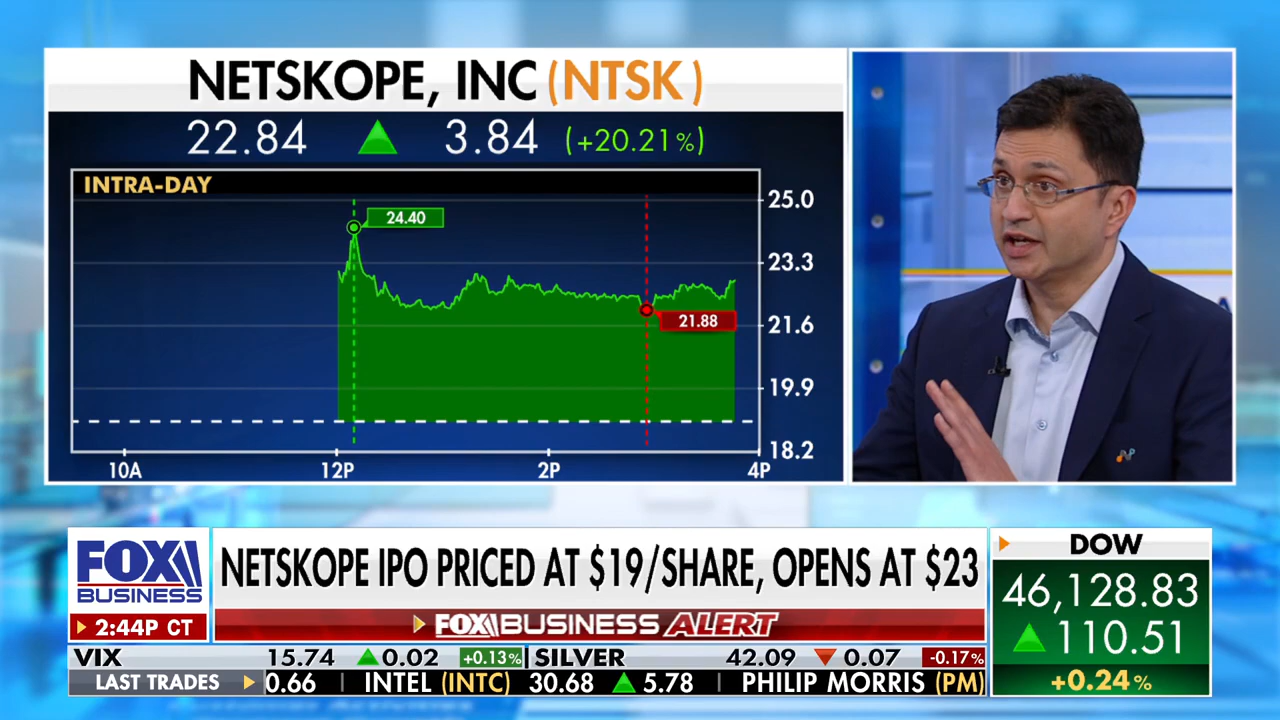 NETSKOPE, INC (NTSK)
22.84 ▲ 3.84 (+20.21%)
INTRA-DAY
25.0
24.40
23.3
21.88
21.6
19.9
18.2
10A 12P 2P 4P
FOX BUSINESS
2:44P CT
NETSKOPE IPO PRICED AT $19/SHARE, OPENS AT $23
FOX BUSINESS ALERT
DOW
46,128.83
▲ 110.51
+0.24%
VIX 15.74 ▲ 0.02 +0.13% | SILVER 42.09 ▼ 0.07 -0.17%
LAST TRADES 0.66 | INTEL (INTC) 30.68 ▲ 5.78 | PHILIP MORRIS (PM)